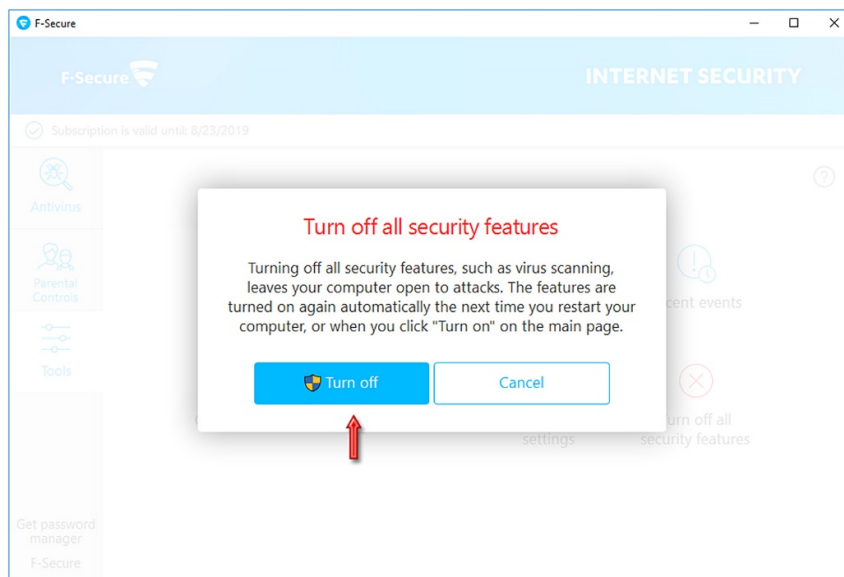 F-Secure
F-Secure
INTERNET SECURITY
Subscription is valid until: 8/23/2019
Antivirus
Parental
Controls
Tools
Turn off all security features
Turning off all security features, such as virus scanning,
leaves your computer open to attacks. The features are
turned on again automatically the next time you restart your
computer, or when you click "Turn on" on the main page.
Turn off
Cancel
settings
security features
Get password
manager
F-Secure